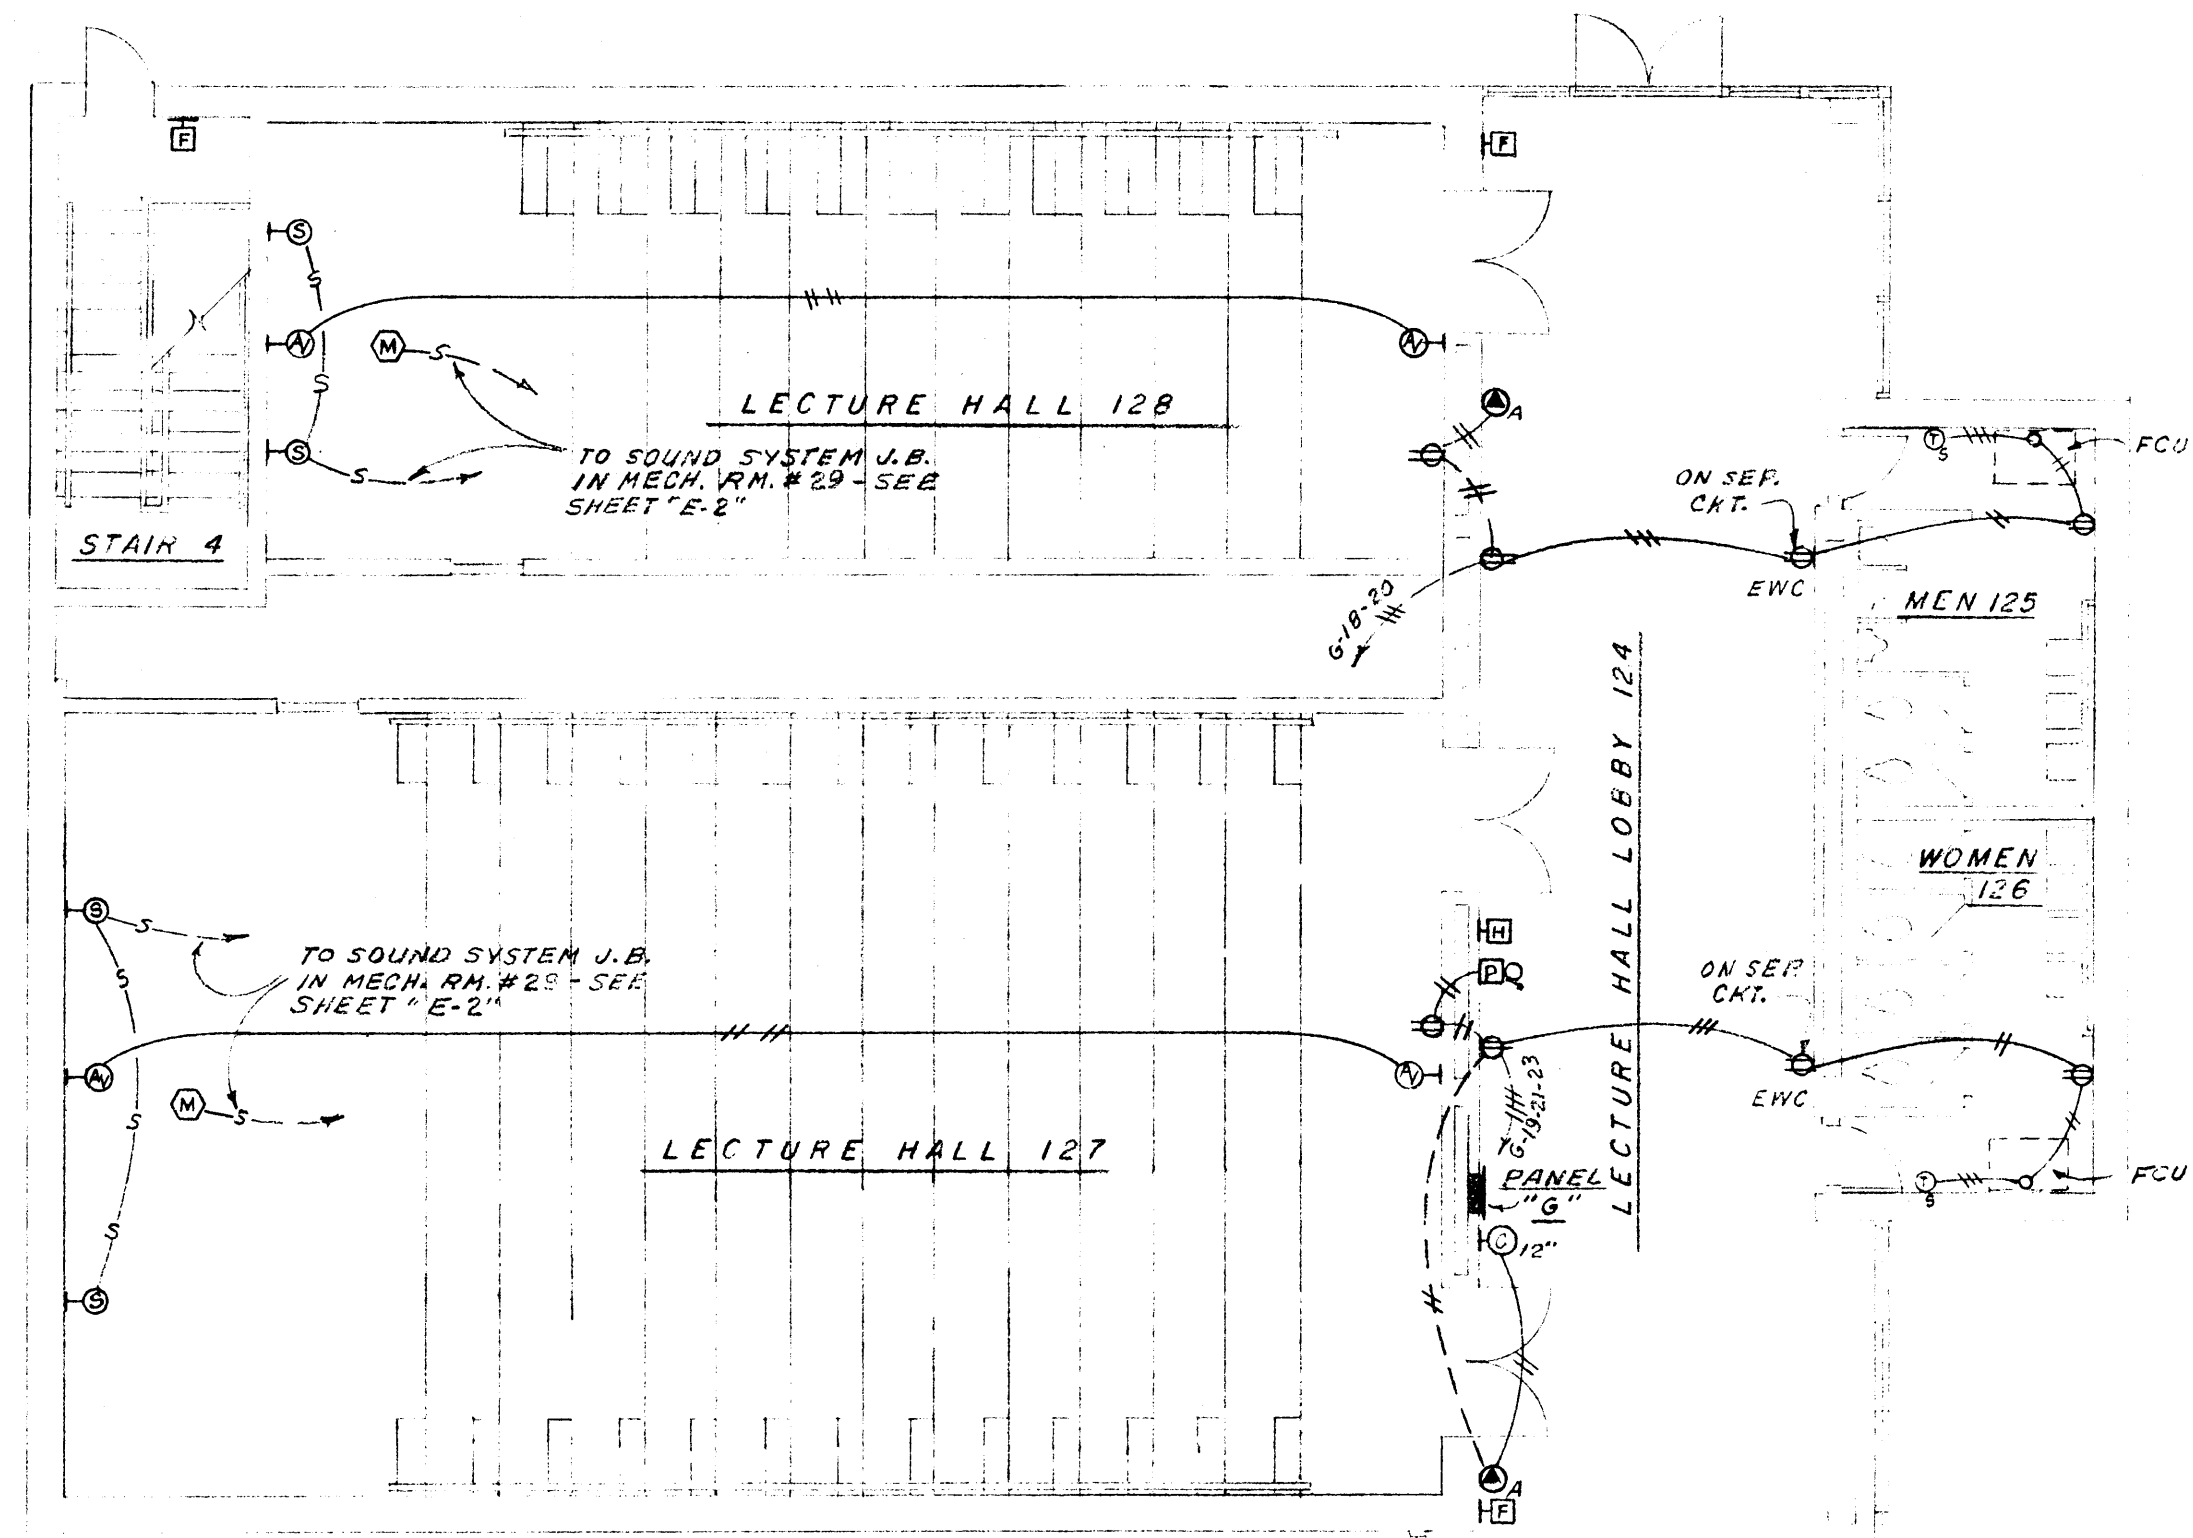 F
F
S
S
AV
M
S
AV
S
LECTURE HALL 128
A
S
S
TO SOUND SYSTEM J.B.
IN MECH. RM. #29 - SEE
SHEET "E-2"
STAIR 4
T
S
FCU
ON SEP.
CKT.
EWC
MEN 125
G-18-20
LECTURE HALL LOBBY 124
WOMEN
126
S
S
TO SOUND SYSTEM J.B.
IN MECH. RM. #29 - SEE
SHEET "E-2"
S
H
P
ON SEP.
CKT.
EWC
AV
M
S
S
AV
G-19-21-23
LECTURE HALL 127
PANEL
"G"
T
S
FCU
C
12"
S
S
A
F